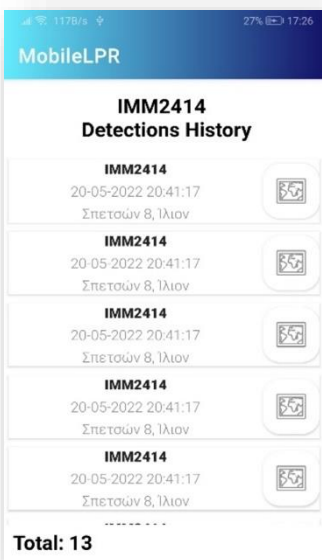 117B/s 27% 17:26
MobileLPR
IMM2414
Detections History
IMM2414
20-05-2022 20:41:17
Σπετσών 8, Ίλιον
IMM2414
20-05-2022 20:41:17
Σπετσών 8, Ίλιον
IMM2414
20-05-2022 20:41:17
Σπετσών 8, Ίλιον
IMM2414
20-05-2022 20:41:17
Σπετσών 8, Ίλιον
IMM2414
20-05-2022 20:41:17
Σπετσών 8, Ίλιον
Total: 13